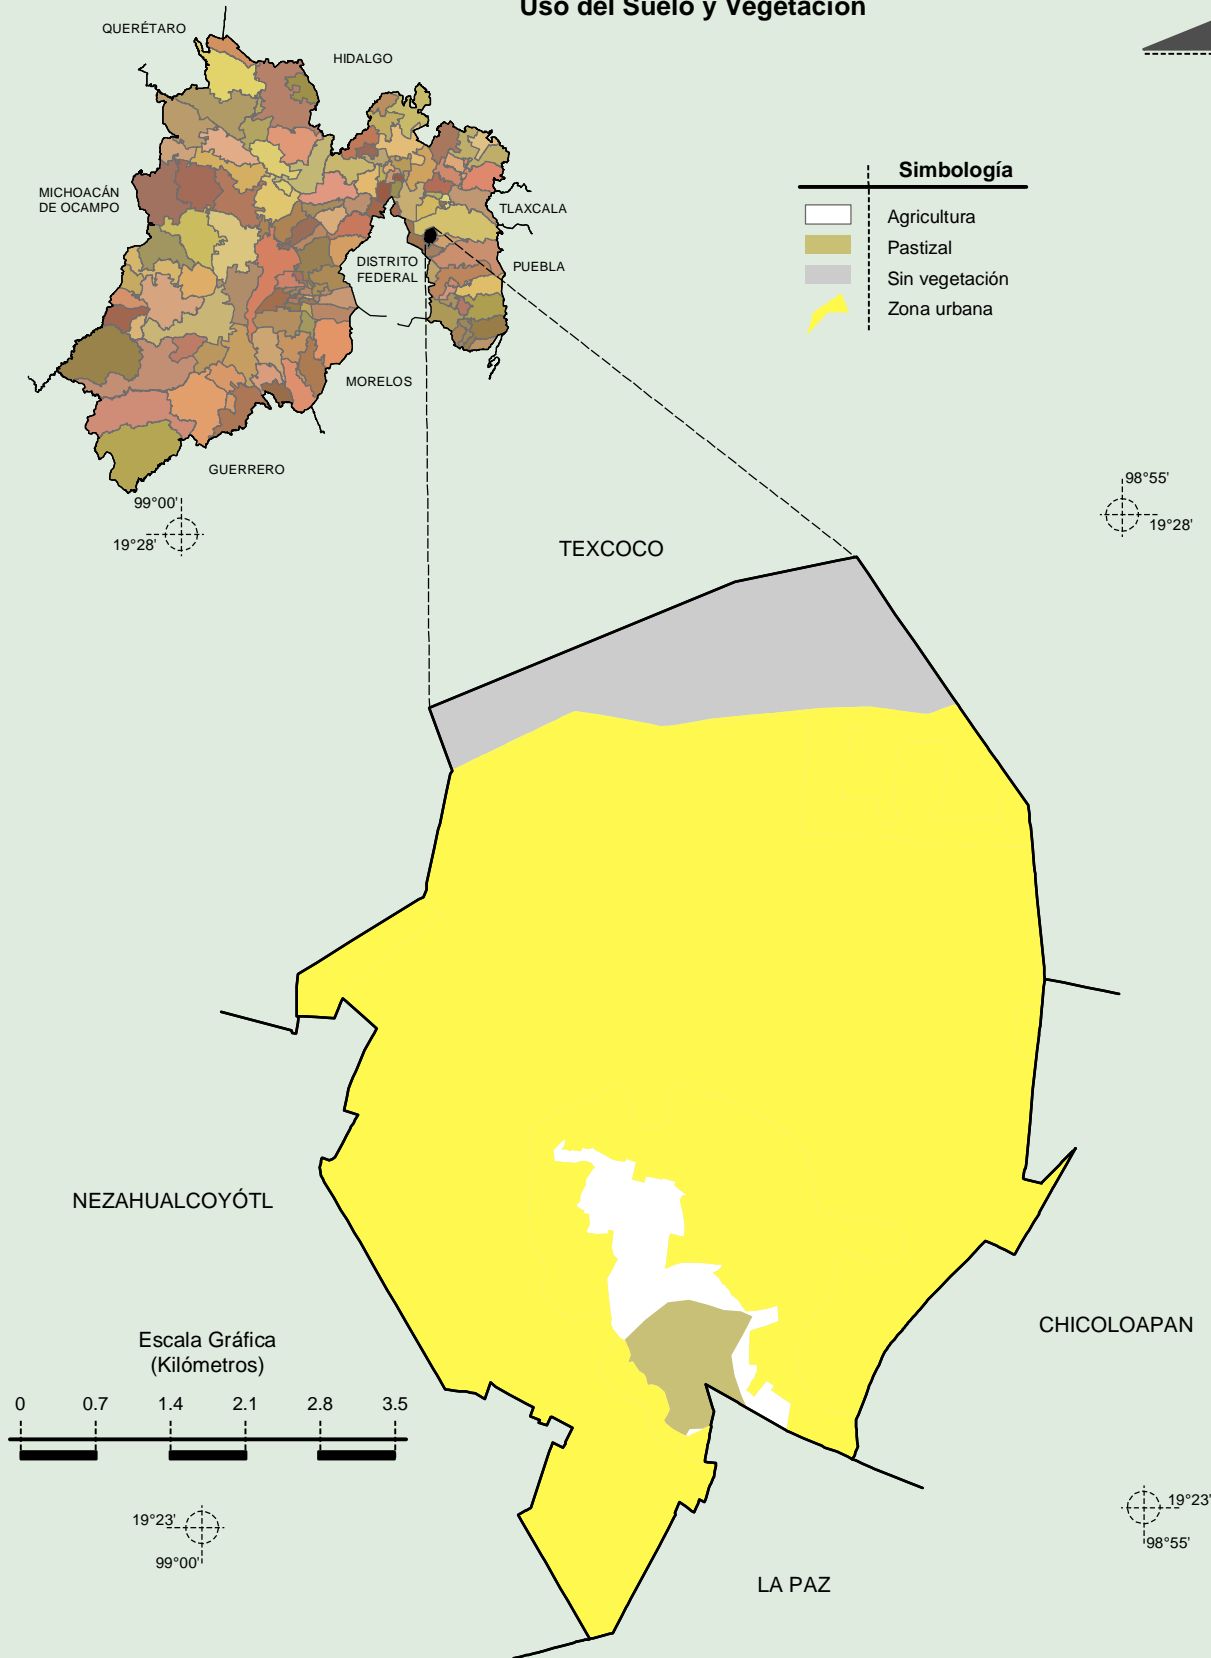 Uso del Suelo y Vegetación
QUERÉTARO
HIDALGO
MICHOACÁN
DE OCAMPO
TLAXCALA
DISTRITO
FEDERAL
PUEBLA
MORELOS
GUERRERO
Simbología
Agricultura
Pastizal
Sin vegetación
Zona urbana
99°00'
19°28'
98°55'
19°28'
TEXCOCO
NEZAHUALCOYÓTL
CHICOLOAPAN
Escala Gráfica
(Kilómetros)
0 0.7 1.4 2.1 2.8 3.5
19°23'
99°00'
19°23'
98°55'
LA PAZ